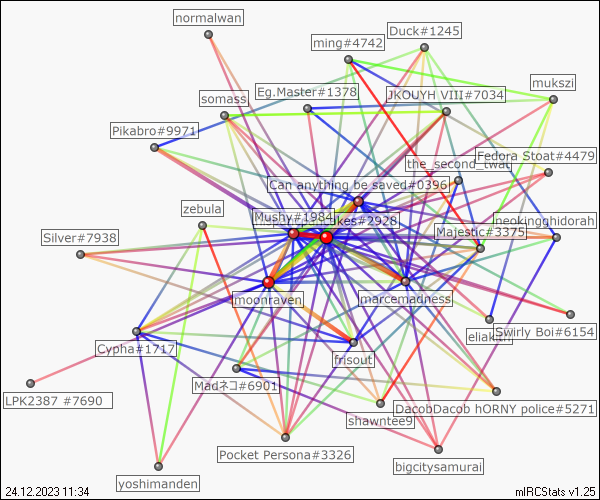 normalwan
Duck#1245
ming#4742
mukszi
Eg.Master#1378
JKOUYH VIII#7034
somass
Pikabro#9971
Fedora Stoat#4479
the_second_twat
Can anything be saved#0396
zebula
Mushy#1984
#2928
neokingghidorah
Majestic#3375
Silver#7938
moonraven
marcemadness
eliakith
Swirly Boi#6154
Cypha#1717
frisout
Madネコ#6901
LPK2387 #7690
DacobDacob hORNY police#5271
shawntee9
Pocket Persona#3326
bigcitysamurai
yoshimanden
24.12.2023 11:34
mIRCStats v1.25